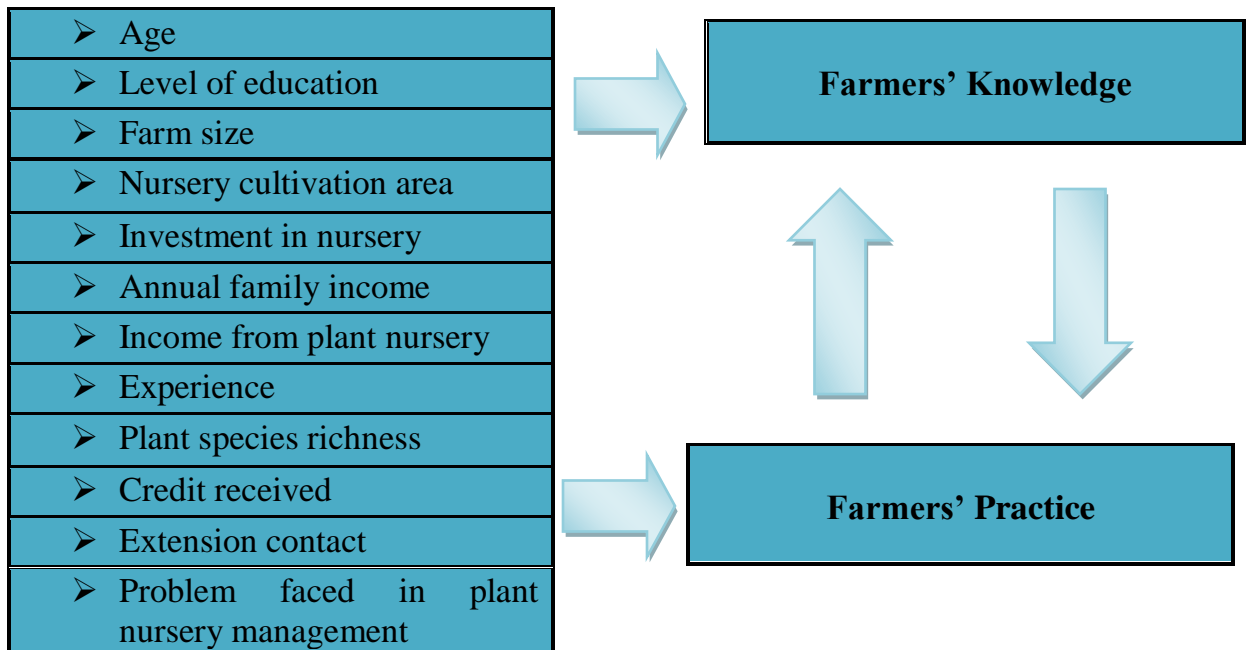 ➢ Age
➢ Level of education
➢ Farm size
➢ Nursery cultivation area
➢ Investment in nursery
➢ Annual family income
➢ Income from plant nursery
➢ Experience
➢ Plant species richness
➢ Credit received
➢ Extension contact
➢ Problem faced in plant
nursery management
Farmers’ Knowledge
Farmers’ Practice